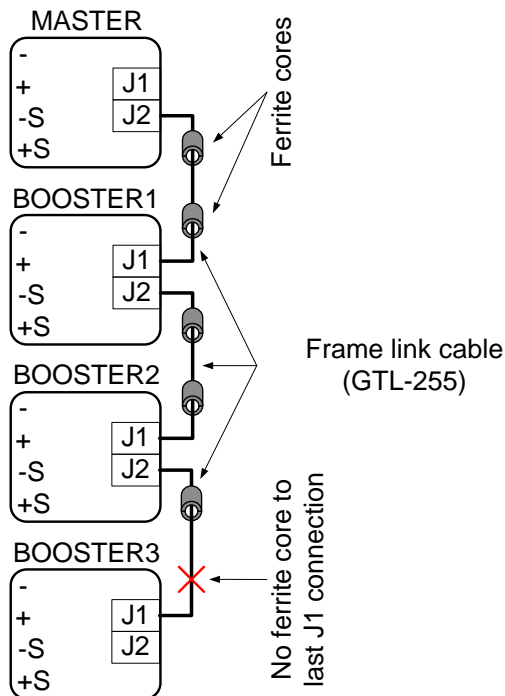 MASTER
-
+
-S
+S
J1
J2
Ferrite cores
BOOSTER1
-
+
-S
+S
J1
J2
Frame link cable
(GTL-255)
BOOSTER2
-
+
-S
+S
J1
J2
BOOSTER3
-
+
-S
+S
J1
J2
No ferrite core to
last J1 connection